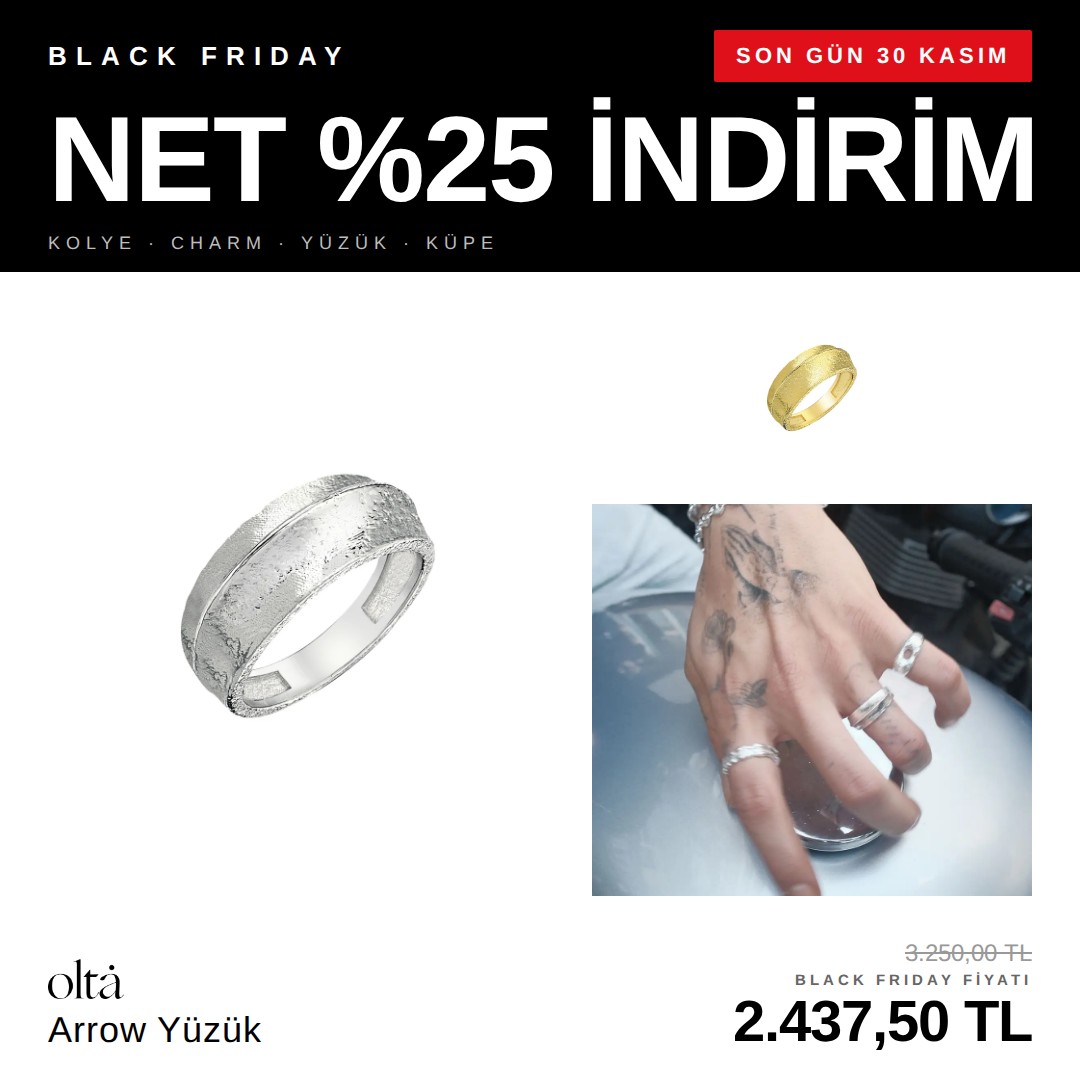 BLACK FRIDAY
SON GÜN 30 KASIM
NET %25 İNDİRİM
KOLYE · CHARM · YÜZÜK · KÜPE
olta
Arrow Yüzük
3.250,00 TL
BLACK FRIDAY FİYATI
2.437,50 TL